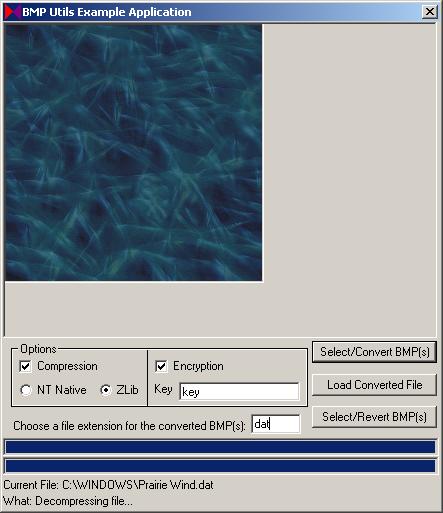 BMP Utils Example Application
Options
Compression
Encryption
NT Native
ZLib
Key
key
Choose a file extension for the converted BMP(s):
dat
Select/Convert BMP(s)
Load Converted File
Select/Revert BMP(s)
Current File: C:\WINDOWS\Prairie Wind.dat
What: Decompressing file...